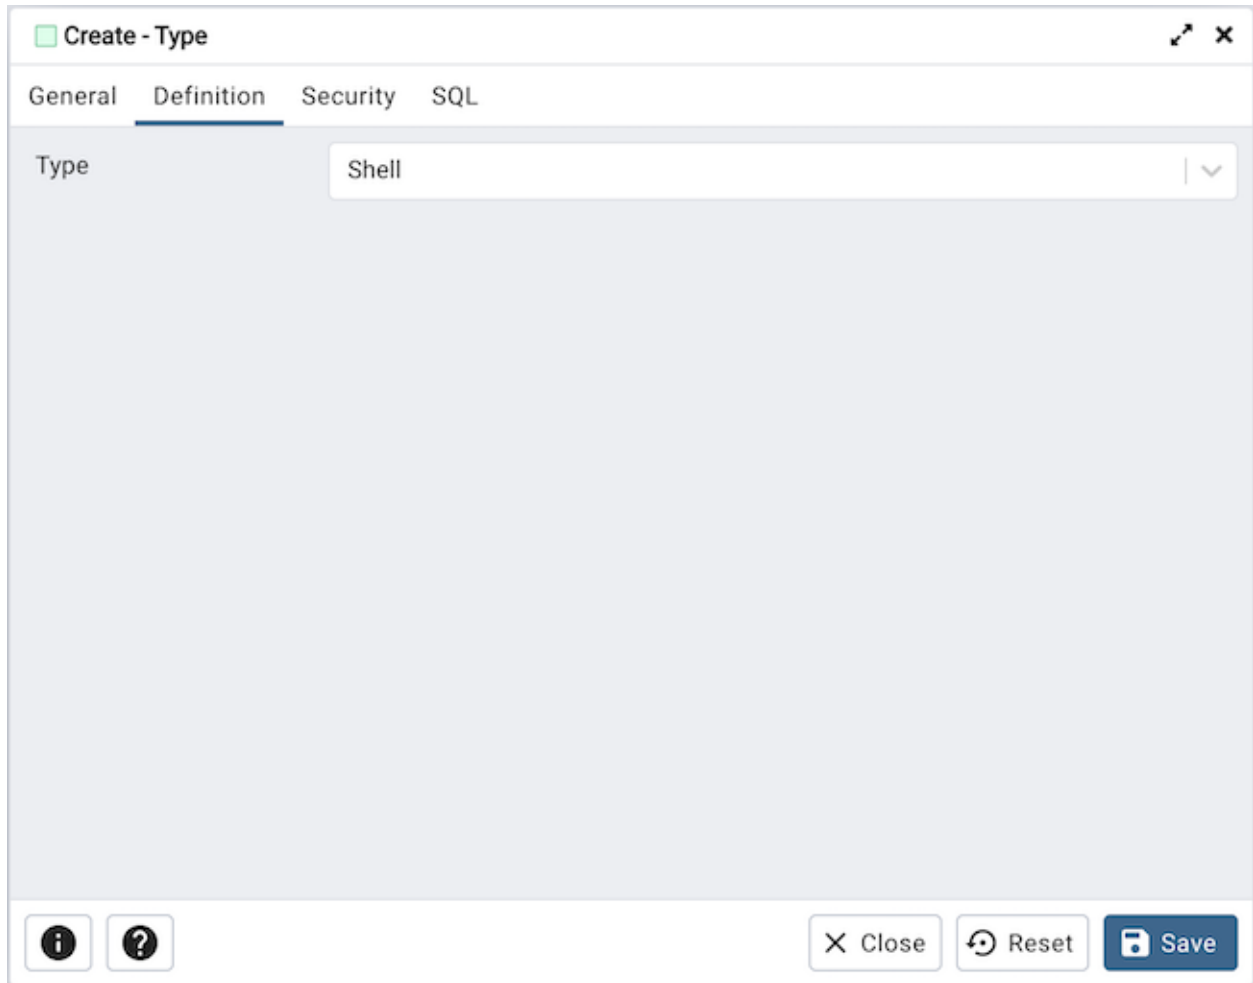 Create - Type
General Definition Security SQL
Type Shell
Close Reset Save